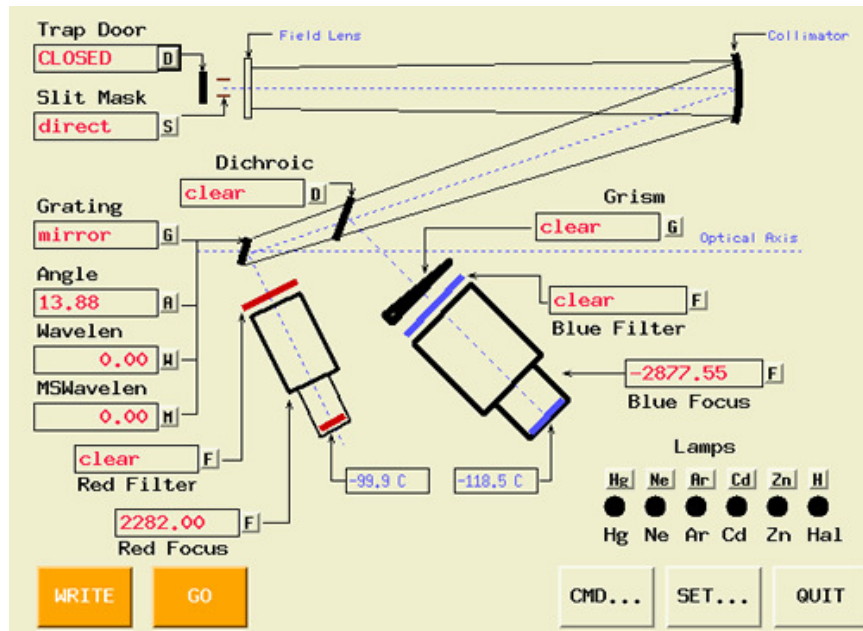 Trap Door
CLOSED D
Field Lens
Collimator
Slit Mask
direct S
Dichroic
clear D
Grism
clear G
Grating
mirror G
Optical Axis
Angle
13.88 A
clear F
Blue Filter
Wavelen
0.00 W
-2877.55 F
Blue Focus
MSWavelen
0.00 M
clear F
Red Filter
-99.9 C
-118.5 C
Lamps
Hg Ne Ar Cd Zn H
Hg Ne Ar Cd Zn Hal
2282.00 F
Red Focus
WRITE GO CMD... SET... QUIT